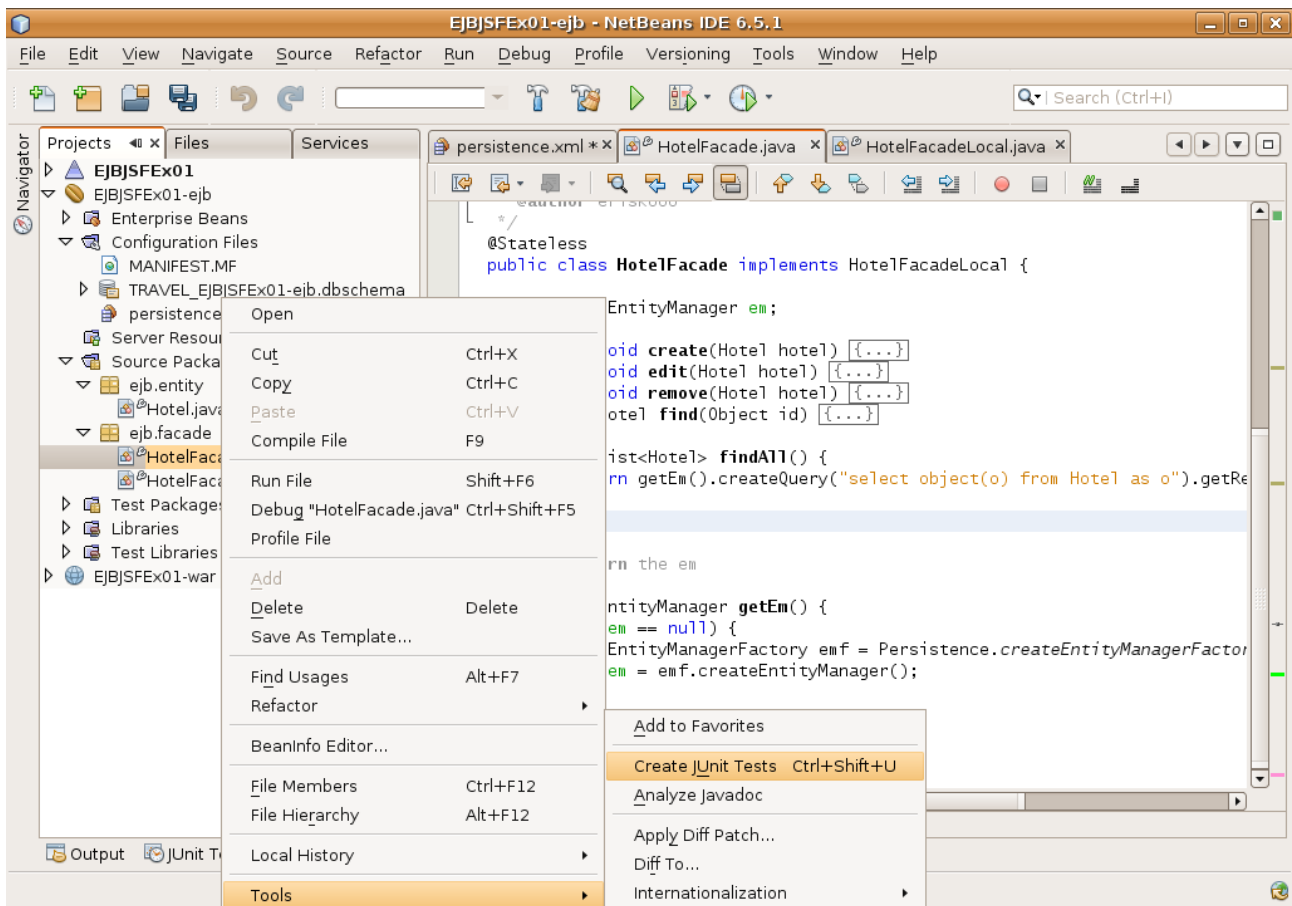 EJBJSFEx01-ejb - NetBeans IDE 6.5.1
File Edit View Navigate Source Refactor Run Debug Profile Versioning Tools Window Help
Search (Ctrl+I)
Navigator
Projects Files Services
persistence.xml * HotelFacade.java HotelFacadeLocal.java
EJBJSFEx01
EJBJSFEx01-ejb
Enterprise Beans
Configuration Files
MANIFEST.MF
TRAVEL_EJBJSFEx01-ejb.dbschema
persistence
Server Resour
Source Packa
ejb.entity
Hotel.java
ejb.facade
HotelFaca
HotelFaca
Test Packages
Libraries
Test Libraries
EJBJSFEx01-war
*/
@Stateless
public class HotelFacade implements HotelFacadeLocal {
EntityManager em;
oid create(Hotel hotel) {...}
oid edit(Hotel hotel) {...}
oid remove(Hotel hotel) {...}
otel find(Object id) {...}
ist<Hotel> findAll() {
rn getEm().createQuery("select object(o) from Hotel as o").getRe
rn the em
ntityManager getEm() {
em == null) {
EntityManagerFactory emf = Persistence.createEntityManagerFactor
em = emf.createEntityManager();
Open
Cut Ctrl+X
Copy Ctrl+C
Paste Ctrl+V
Compile File F9
Run File Shift+F6
Debug "HotelFacade.java" Ctrl+Shift+F5
Profile File
Add
Delete Delete
Save As Template...
Find Usages Alt+F7
Refactor
BeanInfo Editor...
File Members Ctrl+F12
File Hierarchy Alt+F12
Local History
Tools
Add to Favorites
Create JUnit Tests Ctrl+Shift+U
Analyze Javadoc
Apply Diff Patch...
Diff To...
Internationalization
Output JUnit T